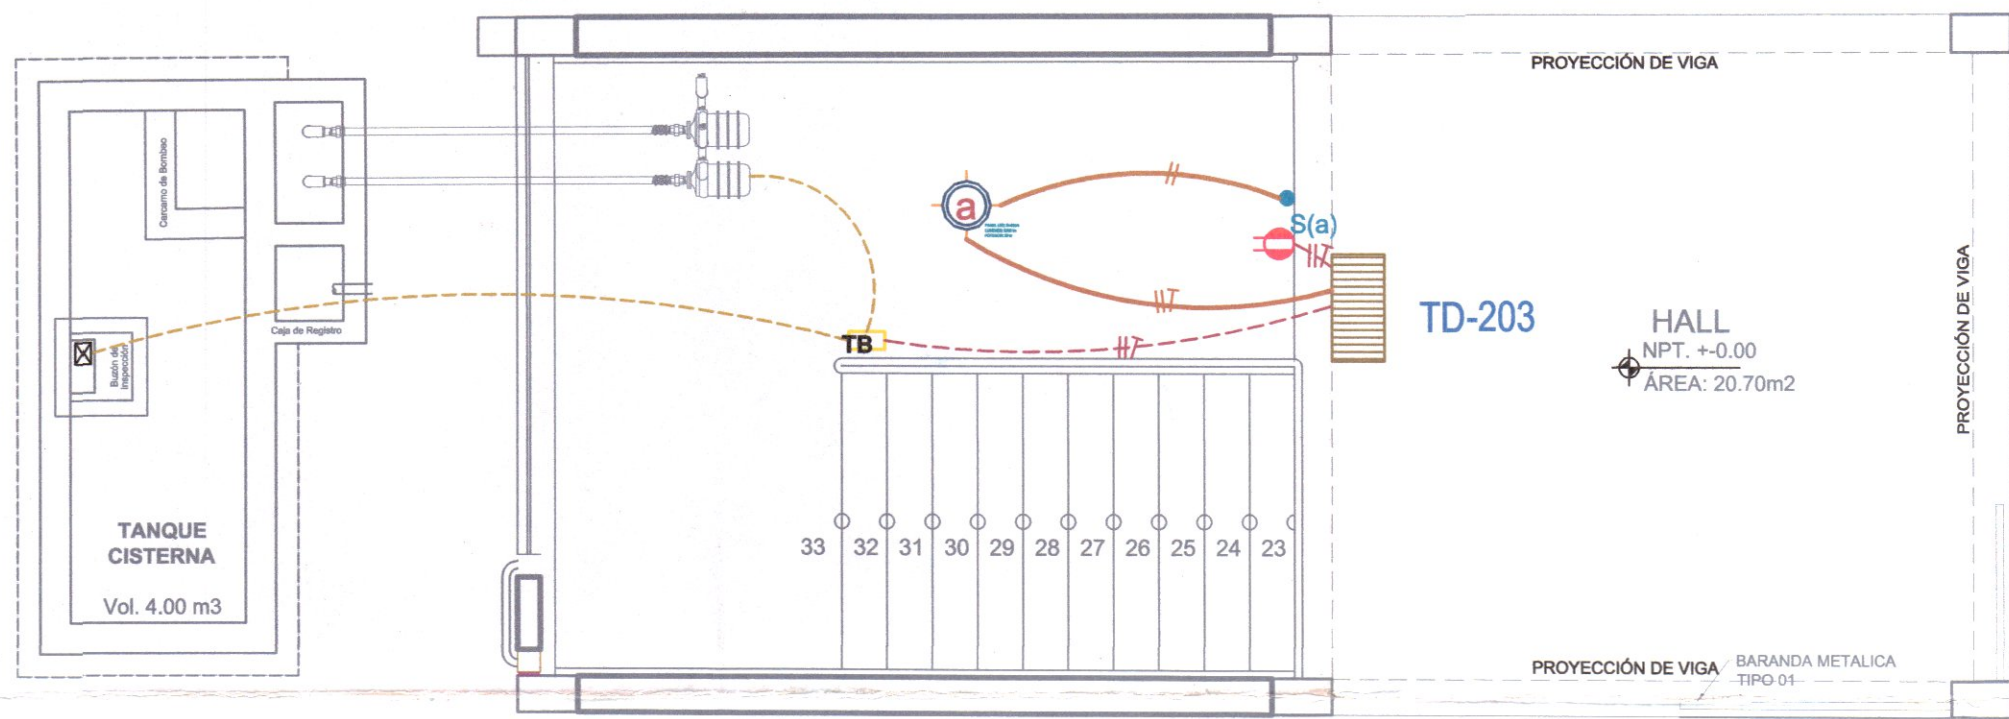 PROYECCIÓN DE VIGA
Carcamo de Bombeo
a
S(a)
PROYECCIÓN DE VIGA
TD-203
HALL
NPT. +-0.00
ÁREA: 20.70m2
Caja de Registro
TB
Buzón de
Inspección
TANQUE
CISTERNA
Vol. 4.00 m3
33 32 31 30 29 28 27 26 25 24 23
PROYECCIÓN DE VIGA
BARANDA METALICA
TIPO 01